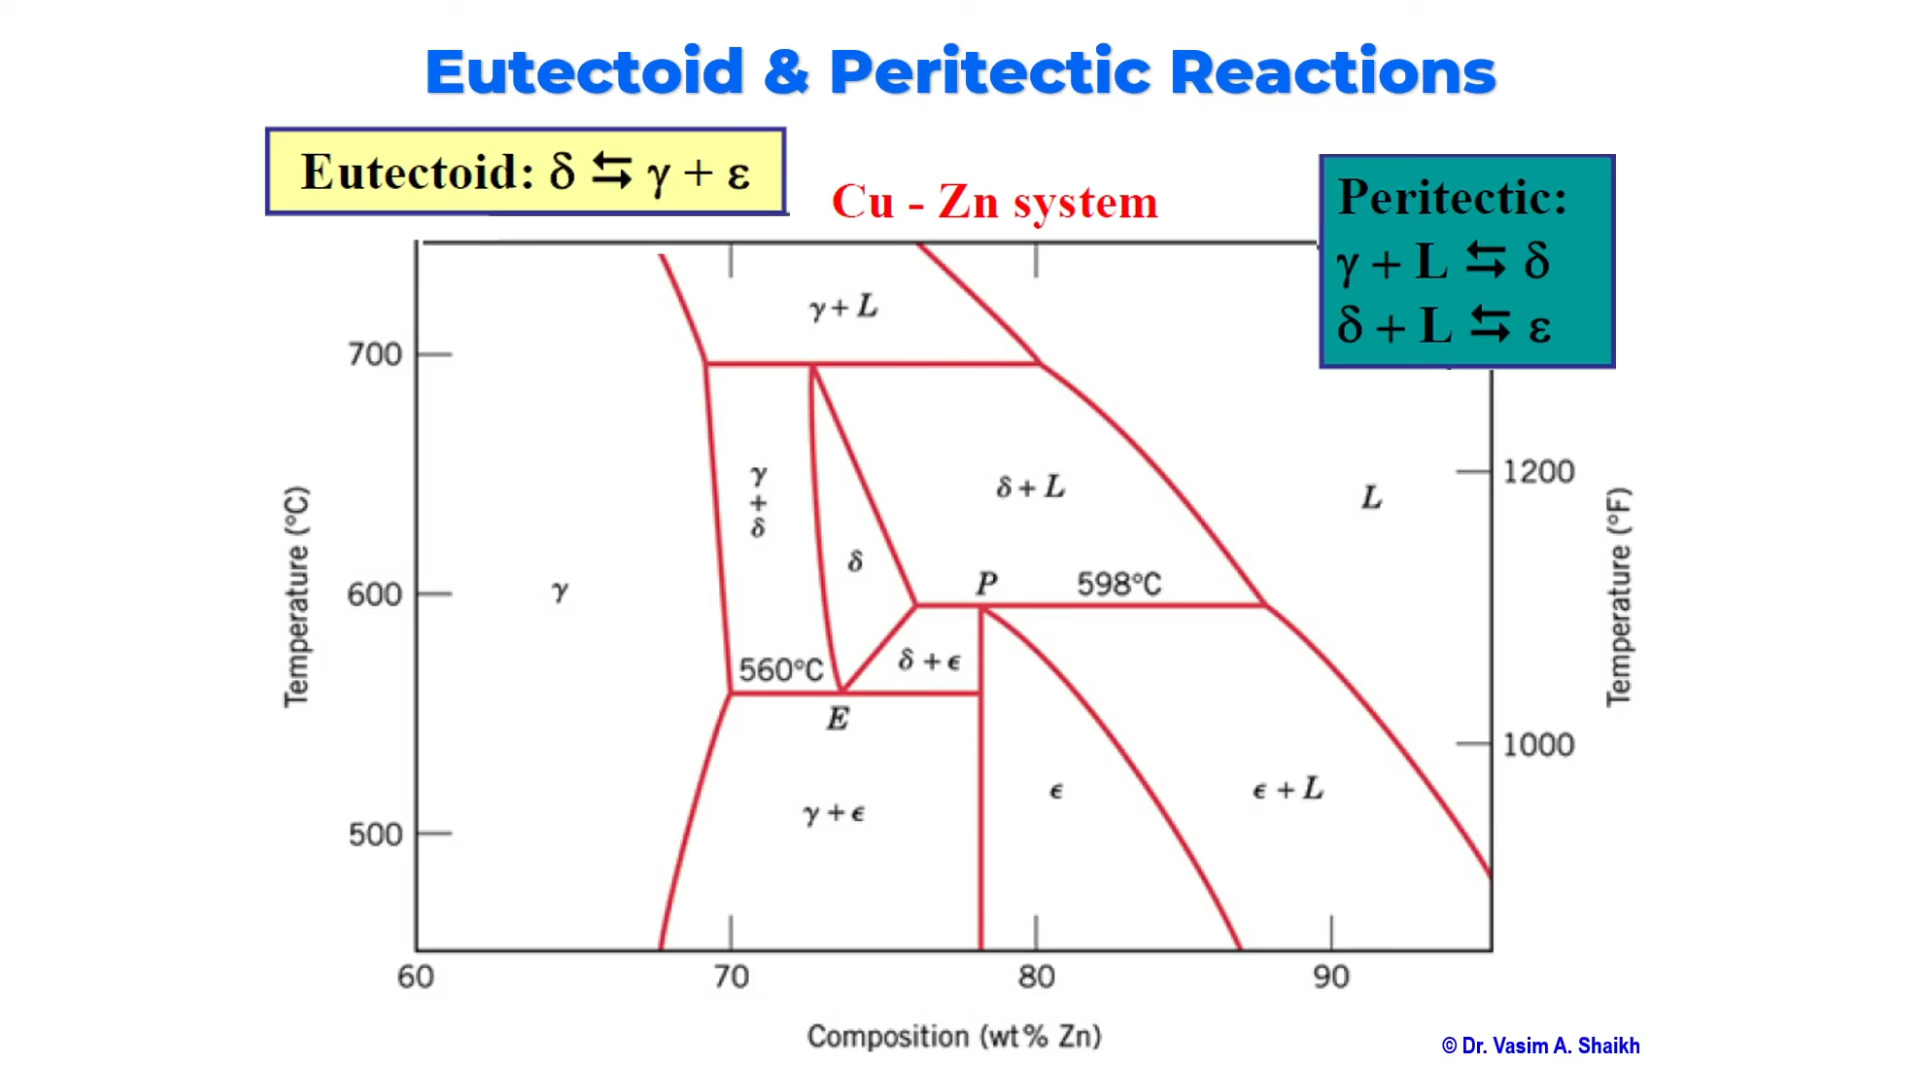 Eutectoid & Peritectic Reactions
Eutectoid: δ ⇆ γ + ε
Cu - Zn system
Peritectic:
γ + L ⇆ δ
δ + L ⇆ ε
γ + L
700
γ
+
δ
δ + L
1200
L
δ
γ
600
P
598°C
560°C
δ + ϵ
E
1000
ϵ
ϵ + L
γ + ϵ
500
Temperature (°C)
Temperature (°F)
60
70
80
90
Composition (wt% Zn)
© Dr. Vasim A. Shaikh